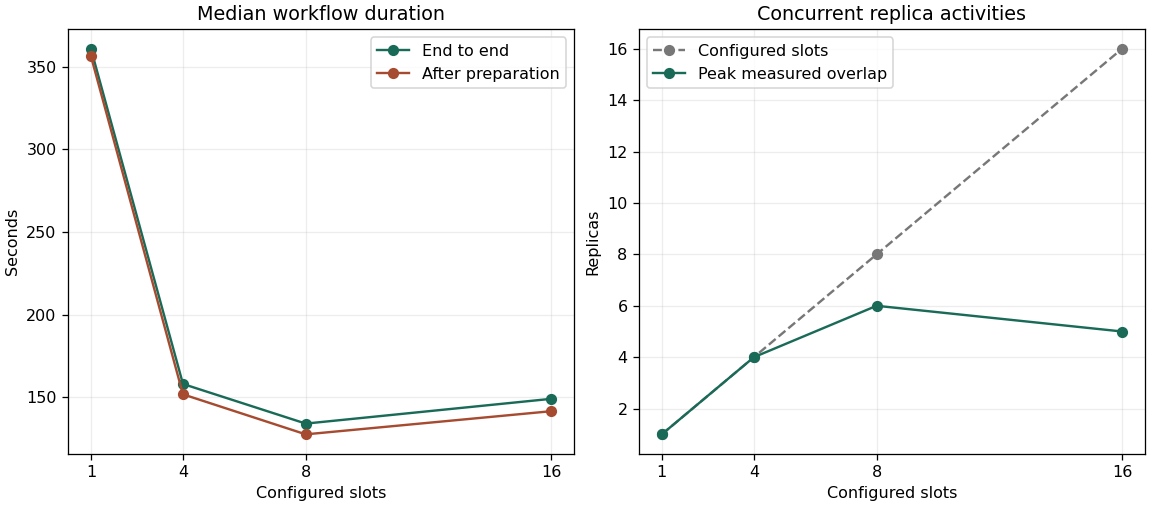 Median workflow duration
End to end
After preparation
350
300
250
200
150
Seconds
1 4 8 16
Configured slots
Concurrent replica activities
Configured slots
Peak measured overlap
16
14
12
10
8
6
4
2
Replicas
1 4 8 16
Configured slots